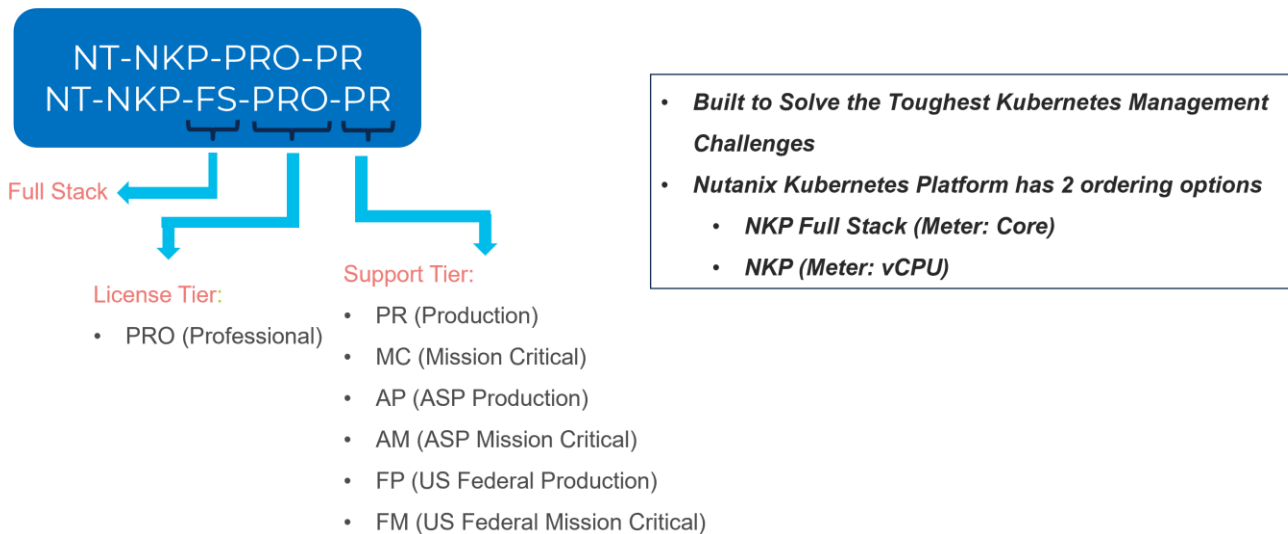 NT-NKP-PRO-PR
NT-NKP-FS-PRO-PR
Full Stack
License Tier:
• PRO (Professional)
Support Tier:
• PR (Production)
• MC (Mission Critical)
• AP (ASP Production)
• AM (ASP Mission Critical)
• FP (US Federal Production)
• FM (US Federal Mission Critical)
• Built to Solve the Toughest Kubernetes Management
Challenges
• Nutanix Kubernetes Platform has 2 ordering options
• NKP Full Stack (Meter: Core)
• NKP (Meter: vCPU)